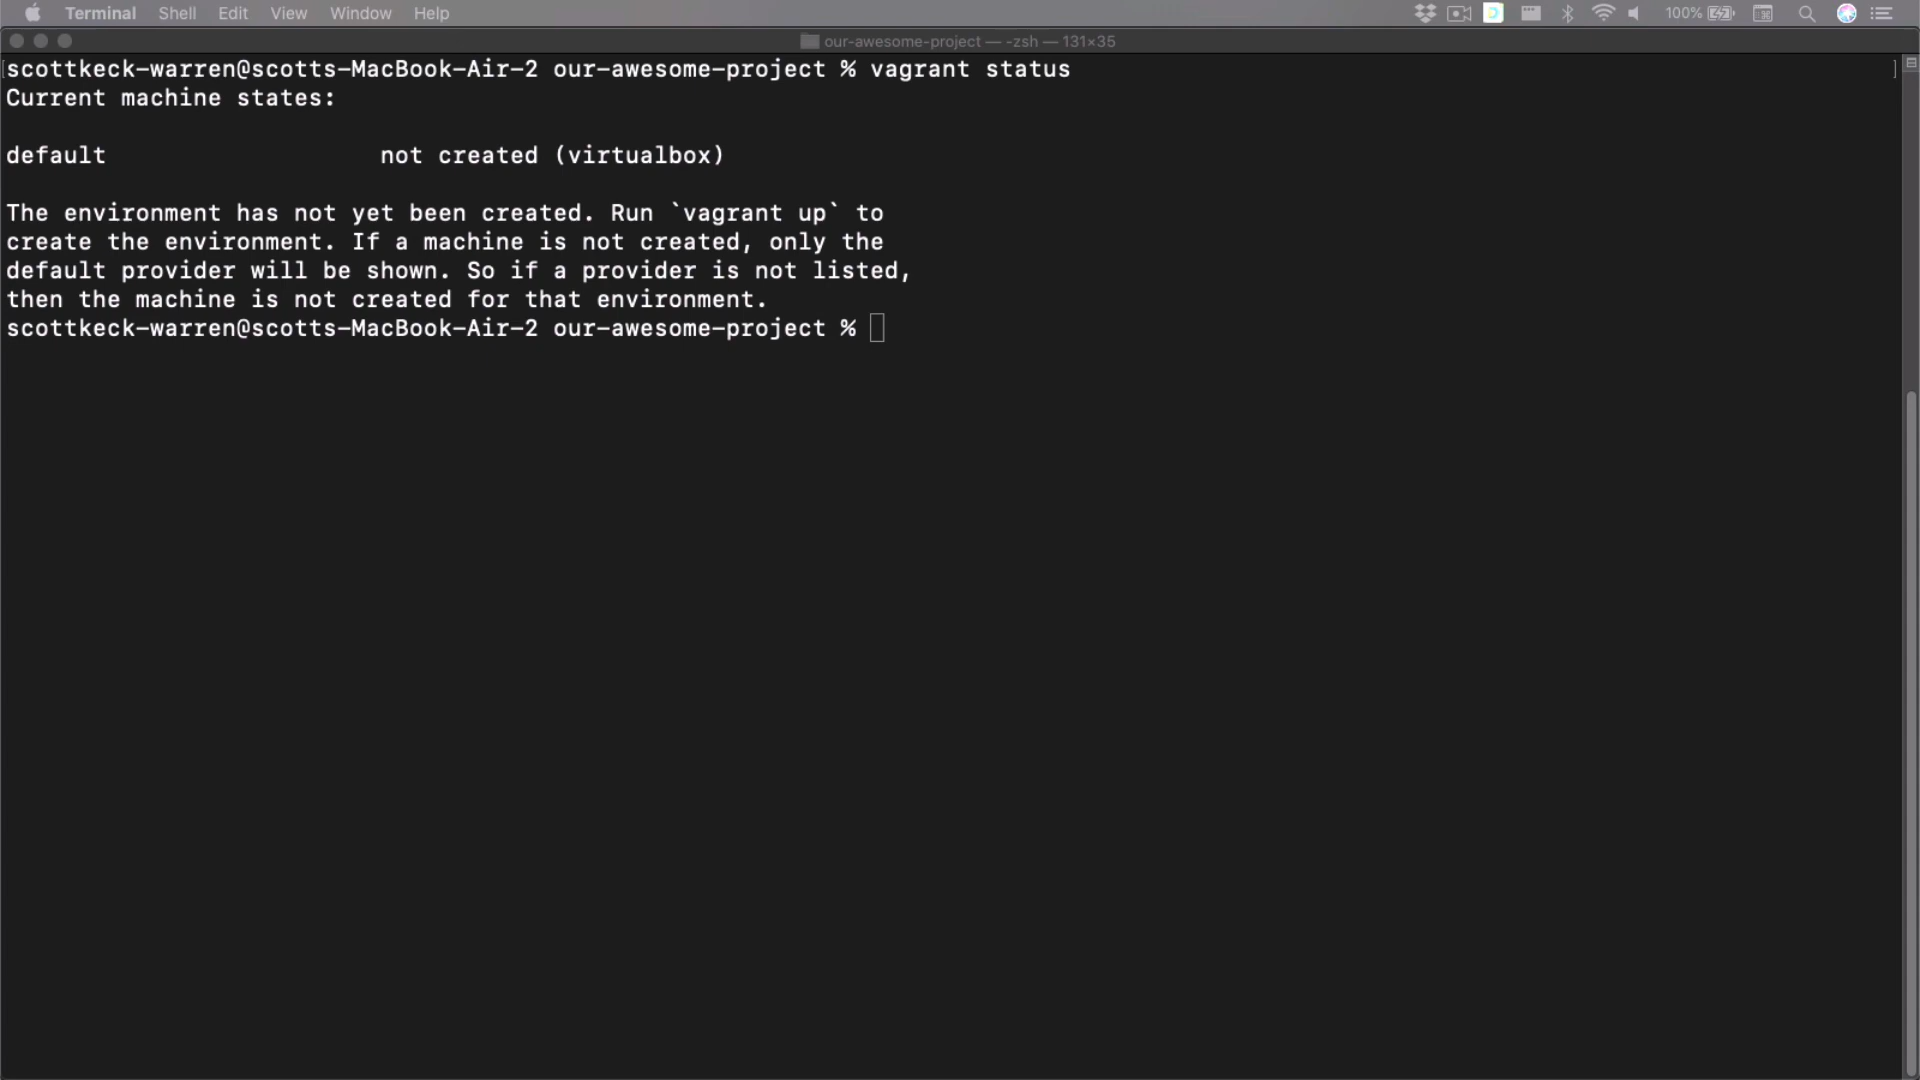 Terminal Shell Edit View Window Help 100%
our-awesome-project — -zsh — 131×35
scottkeck-warren@scotts-MacBook-Air-2 our-awesome-project % vagrant status
Current machine states:
default not created (virtualbox)
The environment has not yet been created. Run `vagrant up` to
create the environment. If a machine is not created, only the
default provider will be shown. So if a provider is not listed,
then the machine is not created for that environment.
scottkeck-warren@scotts-MacBook-Air-2 our-awesome-project %